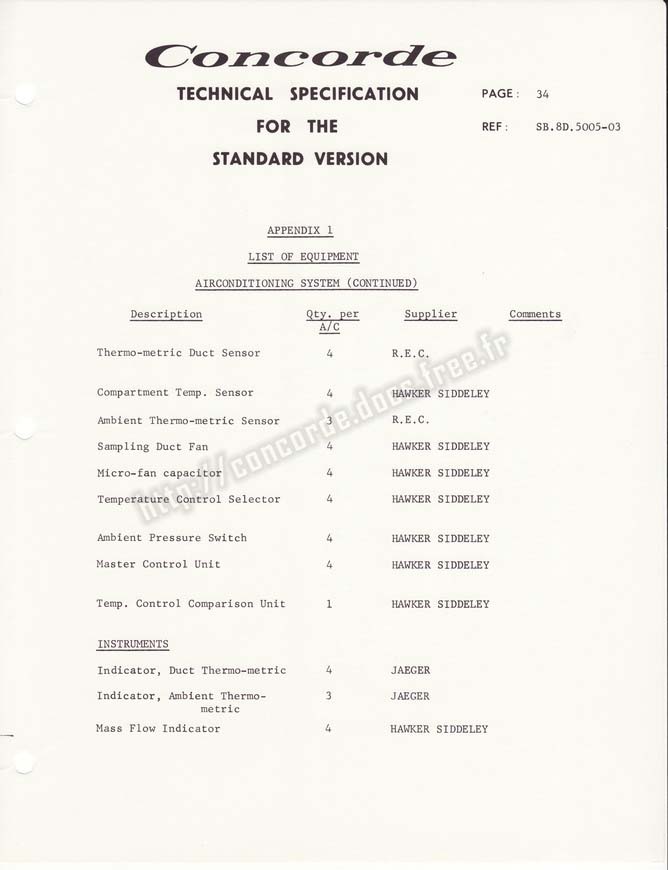 Concorde
TECHNICAL SPECIFICATION PAGE: 34
FOR THE REF: SB.8D.5005-03
STANDARD VERSION
APPENDIX 1
LIST OF EQUIPMENT
AIRCONDITIONING SYSTEM (CONTINUED)
Description Qty. per A/C Supplier Comments
Thermo-metric Duct Sensor 4 R.E.C.
Compartment Temp. Sensor 4 HAWKER SIDDELEY
Ambient Thermo-metric Sensor 3 R.E.C.
Sampling Duct Fan 4 HAWKER SIDDELEY
Micro-fan capacitor 4 HAWKER SIDDELEY
Temperature Control Selector 4 HAWKER SIDDELEY
Ambient Pressure Switch 4 HAWKER SIDDELEY
Master Control Unit 4 HAWKER SIDDELEY
Temp. Control Comparison Unit 1 HAWKER SIDDELEY
INSTRUMENTS
Indicator, Duct Thermo-metric 4 JAEGER
Indicator, Ambient Thermo- 3 JAEGER
metric
Mass Flow Indicator 4 HAWKER SIDDELEY
http://concorde.docs.free.fr